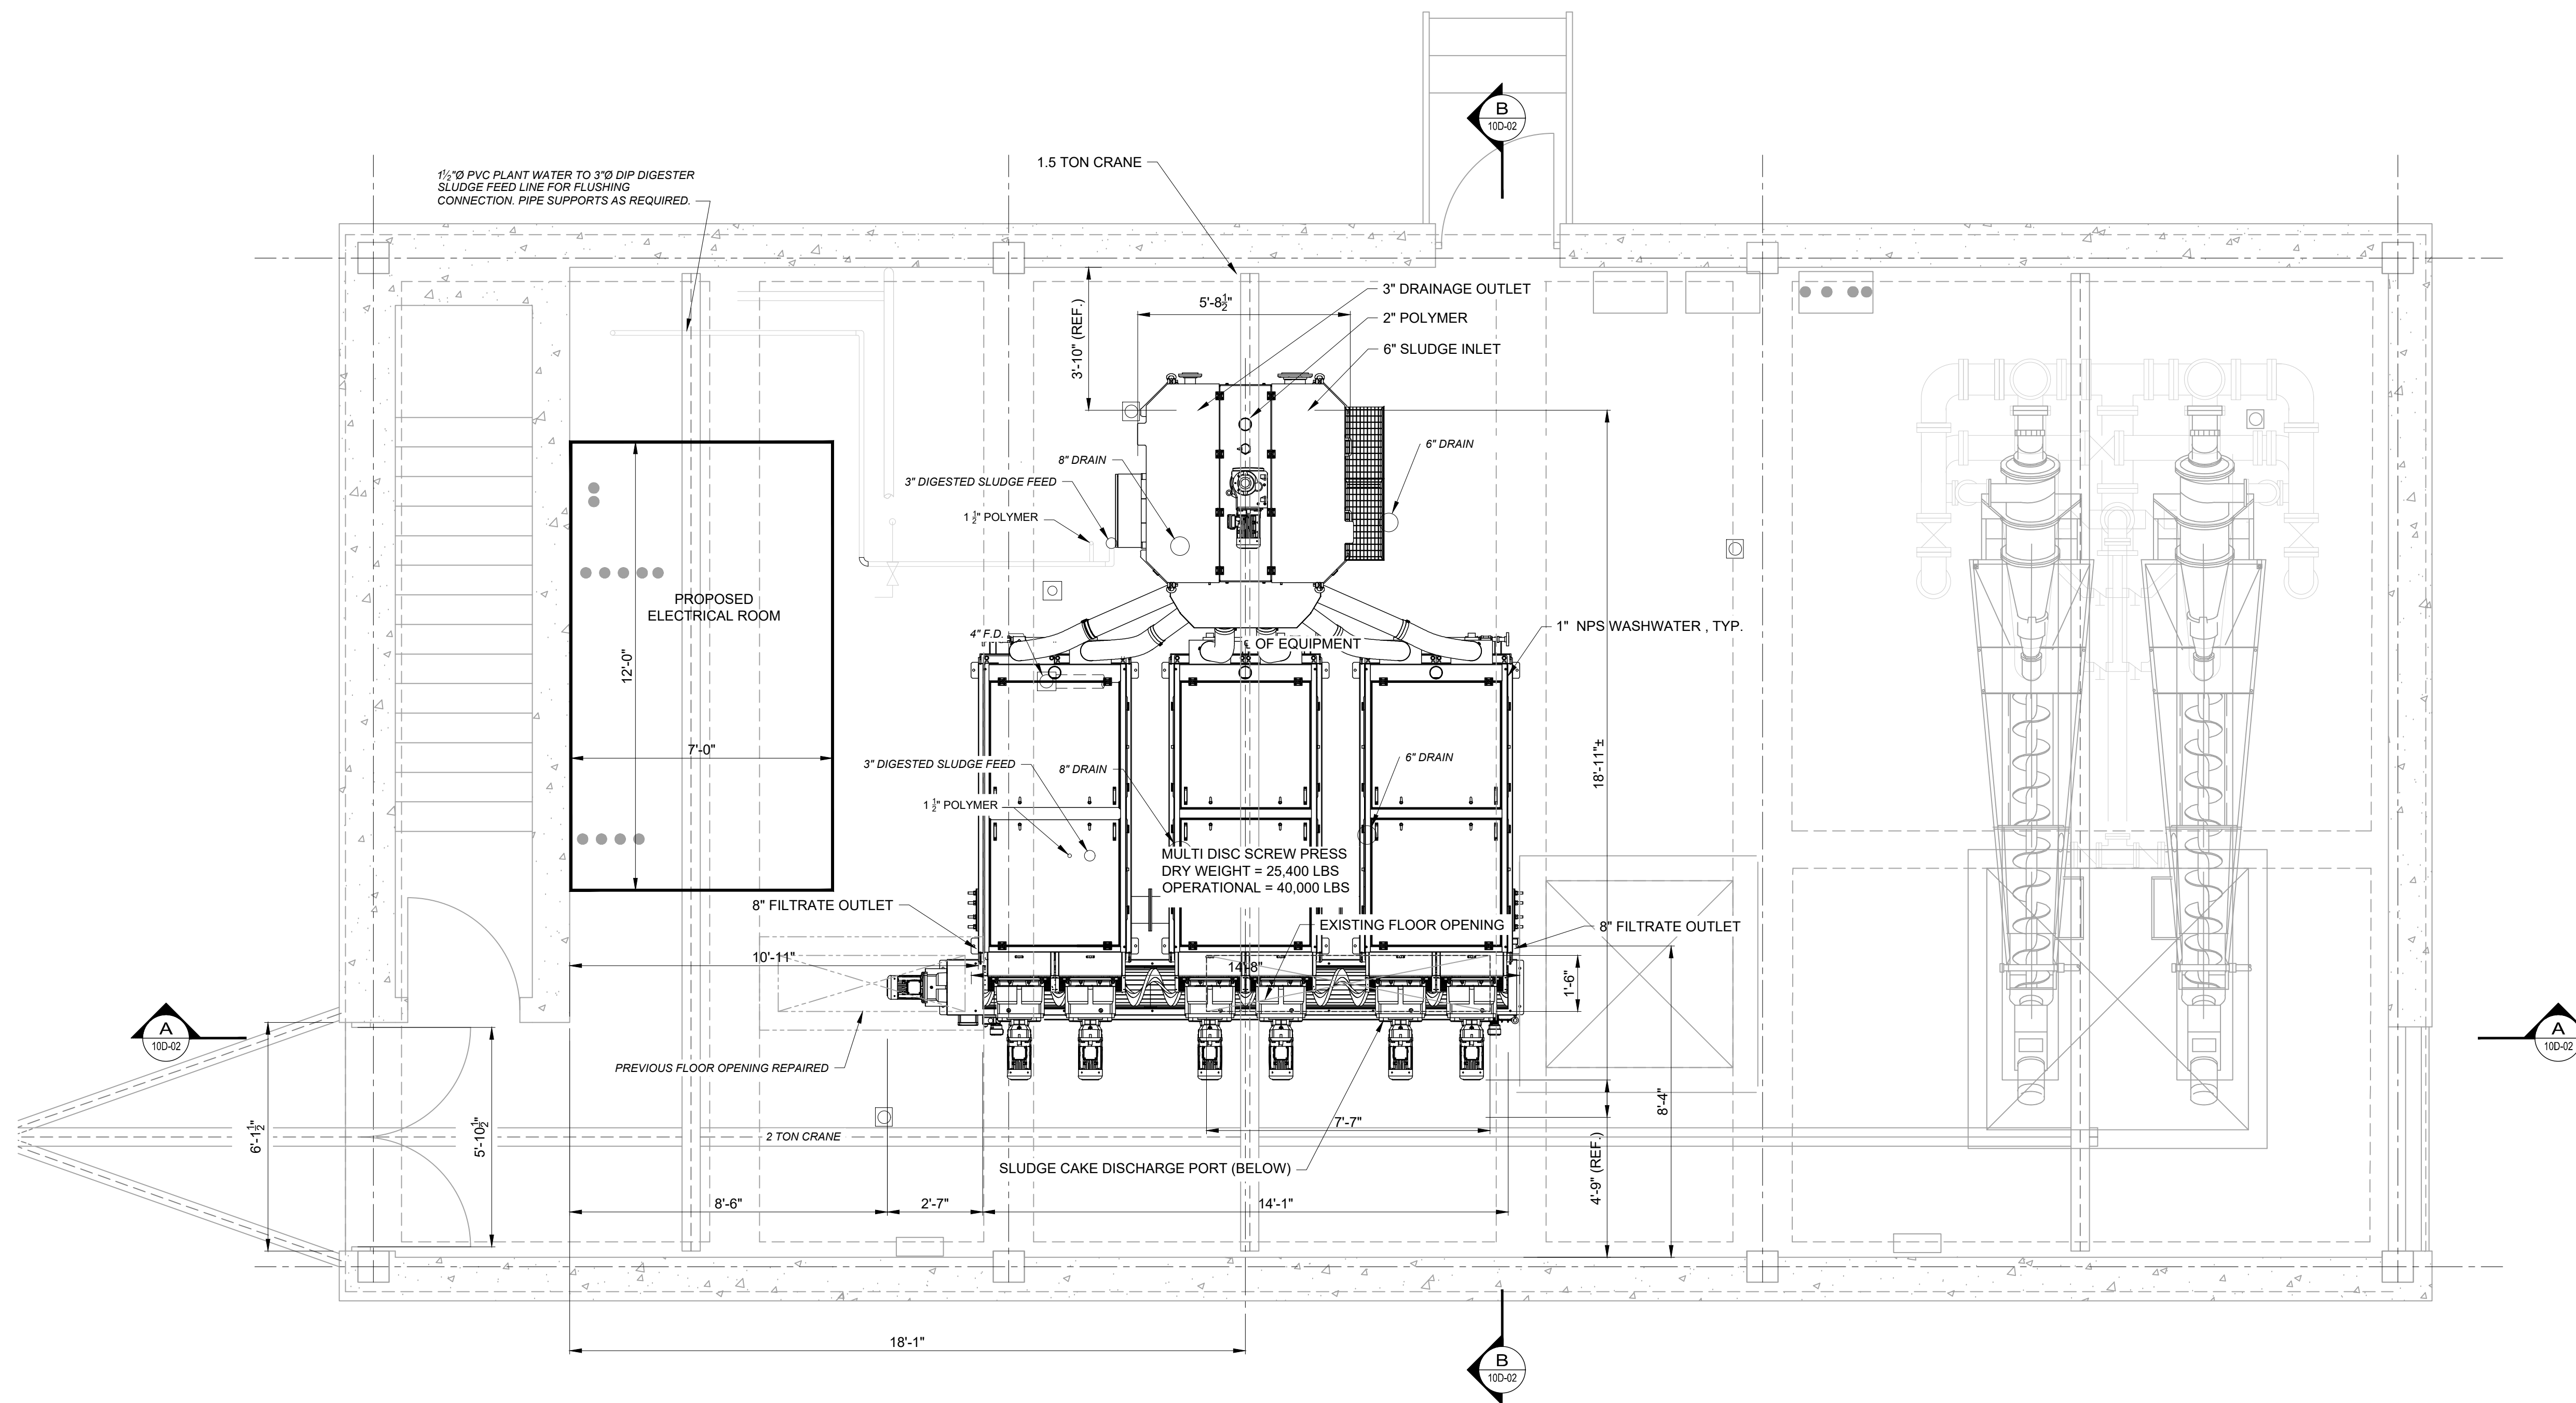 B
10D-02
1.5 TON CRANE
1½"Ø PVC PLANT WATER TO 3"Ø DIP DIGESTER
SLUDGE FEED LINE FOR FLUSHING
CONNECTION. PIPE SUPPORTS AS REQUIRED.
3" DRAINAGE OUTLET
5'-8½"
2" POLYMER
3'-10" (REF.)
6" SLUDGE INLET
6" DRAIN
8" DRAIN
3" DIGESTED SLUDGE FEED
1 ½" POLYMER
PROPOSED
ELECTRICAL ROOM
4" F.D.
1" NPS WASHWATER , TYP.
℄ OF EQUIPMENT
12'-0"
7'-0"
18'-11"±
3" DIGESTED SLUDGE FEED
8" DRAIN
6" DRAIN
1 ½" POLYMER
MULTI DISC SCREW PRESS
DRY WEIGHT = 25,400 LBS
OPERATIONAL = 40,000 LBS
8" FILTRATE OUTLET
EXISTING FLOOR OPENING
8" FILTRATE OUTLET
10'-11"
14'-8"
1'-6"
A
10D-02
A
10D-02
PREVIOUS FLOOR OPENING REPAIRED
8'-4"
7'-7"
6'-1½"
5'-10½"
2 TON CRANE
4'-9" (REF.)
SLUDGE CAKE DISCHARGE PORT (BELOW)
8'-6"
2'-7"
14'-1"
18'-1"
B
10D-02